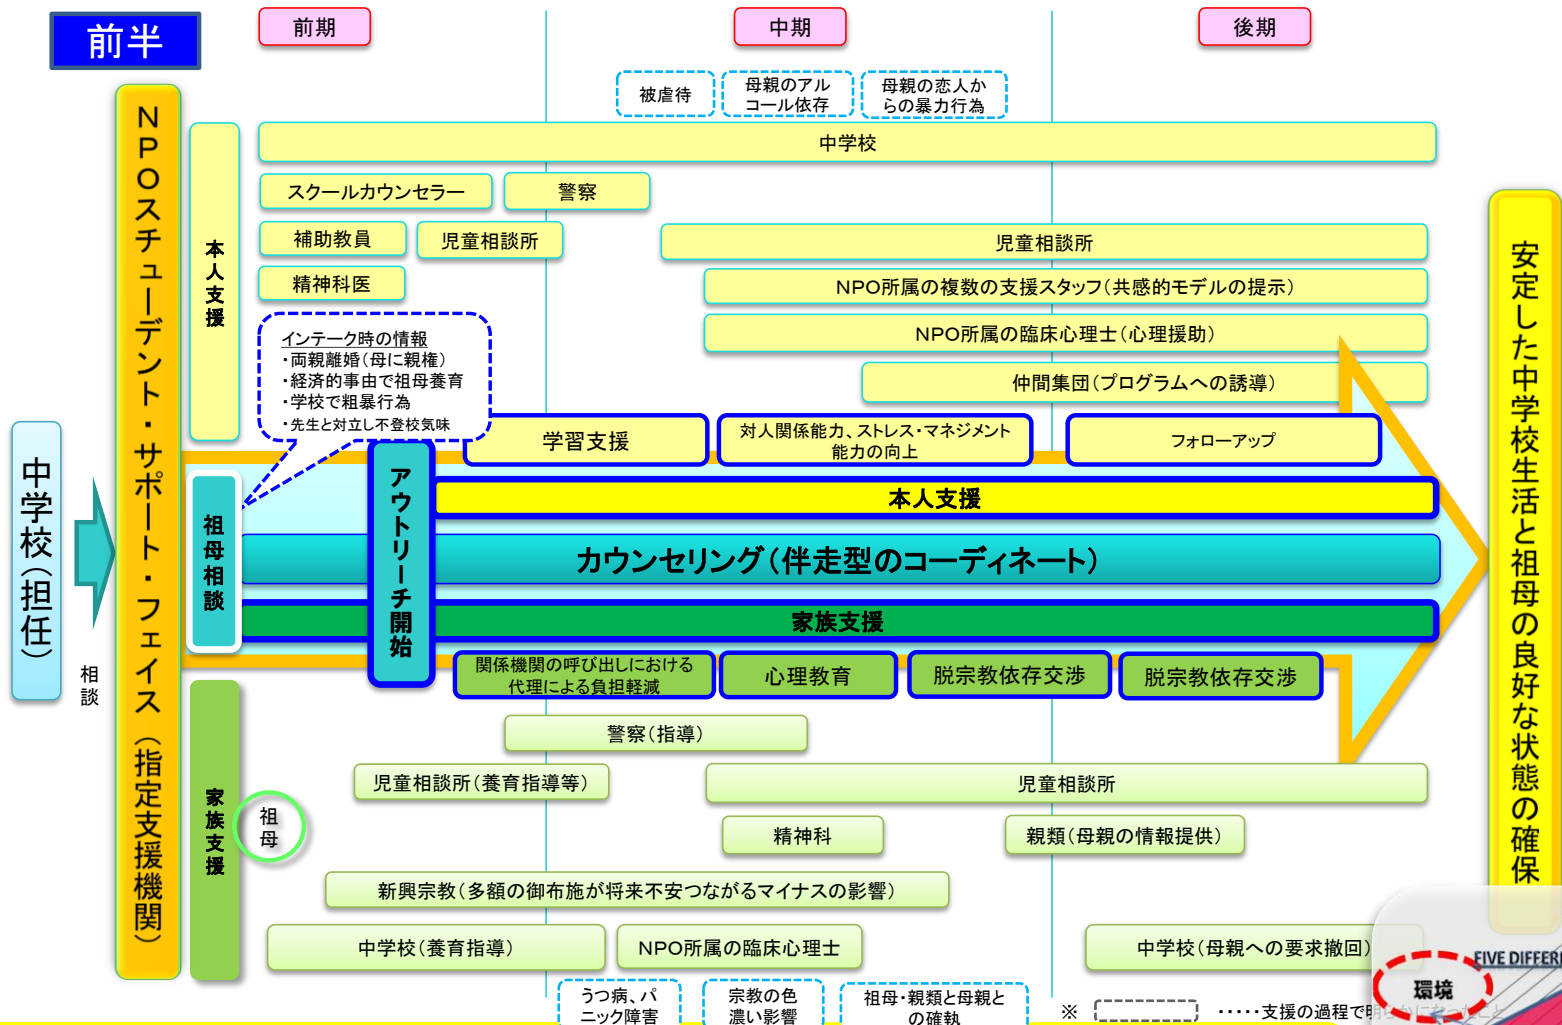 前半
前期
中期
後期
被虐待
母親のアル
コール依存
母親の恋人か
らの暴力行為
中学校
スクールカウンセラー
警察
補助教員
児童相談所
児童相談所
精神科医
NPO所属の複数の支援スタッフ（共感的モデルの提示）
NPO所属の臨床心理士（心理援助）
仲間集団（プログラムへの誘導）
本人支援
インテーク時の情報
・両親離婚（母に親権）
・経済的事由で祖母養育
・学校で粗暴行為
・先生と対立し不登校気味
学習支援
対人関係能力、ストレス・マネジメント
能力の向上
フォローアップ
中学校（担任）
相談
NPOスチューデント・サポート・フェイス（指定支援機関）
祖母相談
アウトリーチ開始
本人支援
カウンセリング（伴走型のコーディネート）
家族支援
安定した中学校生活と祖母の良好な状態の確保
関係機関の呼び出しにおける
代理による負担軽減
心理教育
脱宗教依存交渉
脱宗教依存交渉
家族支援
祖母
警察（指導）
児童相談所（養育指導等）
児童相談所
精神科
親類（母親の情報提供）
新興宗教（多額の御布施が将来不安つながるマイナスの影響）
中学校（養育指導）
NPO所属の臨床心理士
中学校（母親への要求撤回）
うつ病、パ
ニック障害
宗教の色
濃い影響
祖母・親類と母親と
の確執
※
・・・・・支援の過程で明らかになったこと
FIVE DIFFER
環境